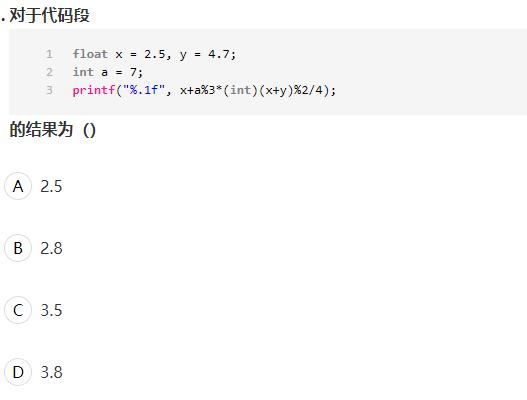 . 对于代码段
1 float x = 2.5, y = 4.7;
2 int a = 7;
3 printf("%.1f", x+a%3*(int)(x+y)%2/4);
的结果为（）
A 2.5
B 2.8
C 3.5
D 3.8